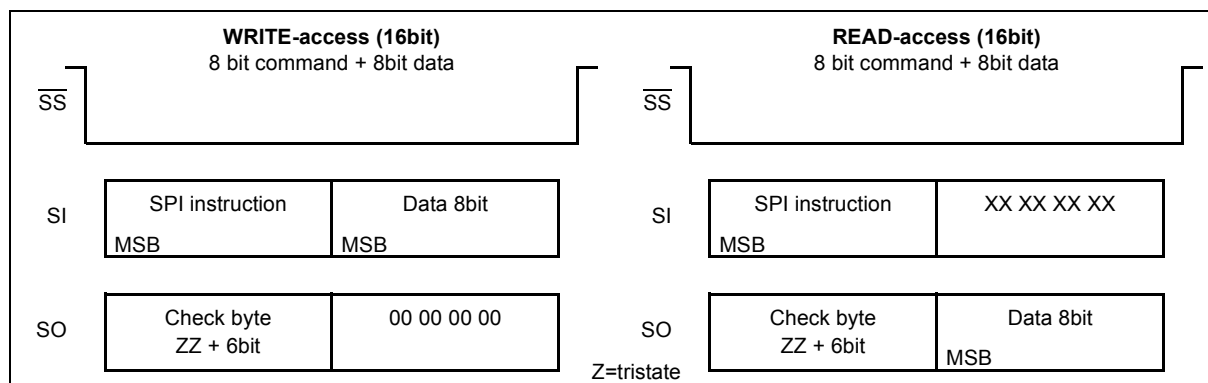 WRITE-access (16bit)
8 bit command + 8bit data
SS
SI
SPI instruction
MSB
Data 8bit
MSB
SO
Check byte
ZZ + 6bit
00 00 00 00
READ-access (16bit)
8 bit command + 8bit data
SS
SI
SPI instruction
MSB
XX XX XX XX
SO
Check byte
ZZ + 6bit
Data 8bit
MSB
Z=tristate